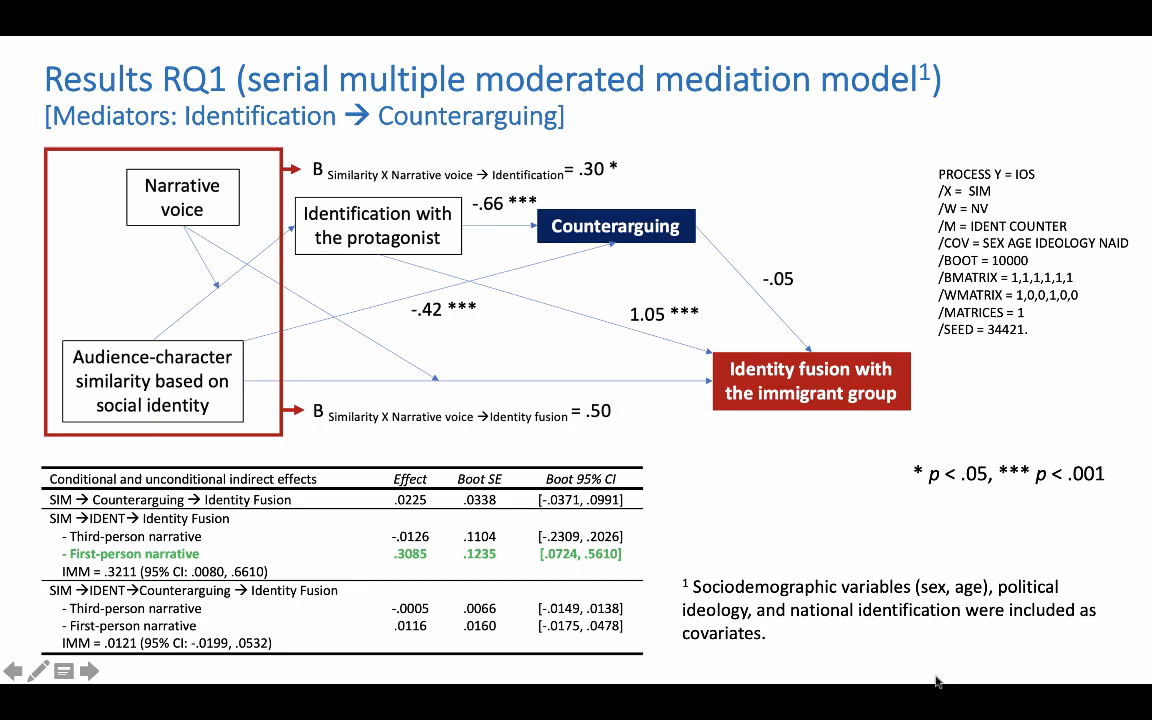 Results RQ1 (serial multiple moderated mediation model¹)
[Mediators: Identification → Counterarguing]
B Similarity X Narrative voice → Identification = .30 *
Narrative
voice
Identification with
the protagonist
-.66 ***
Counterarguing
-.42 ***
1.05 ***
-.05
Audience-character
similarity based on
social identity
Identity fusion with
the immigrant group
B Similarity X Narrative voice →Identity fusion = .50
PROCESS Y = IOS
/X = SIM
/W = NV
/M = IDENT COUNTER
/COV = SEX AGE IDEOLOGY NAID
/BOOT = 10000
/BMATRIX = 1,1,1,1,1,1
/WMATRIX = 1,0,0,1,0,0
/MATRICES = 1
/SEED = 34421.
* p < .05, *** p < .001
Conditional and unconditional indirect effects Effect Boot SE Boot 95% CI
SIM → Counterarguing → Identity Fusion .0225 .0338 [-.0371, .0991]
SIM →IDENT→ Identity Fusion
- Third-person narrative -.0126 .1104 [-.2309, .2026]
- First-person narrative .3085 .1235 [.0724, .5610]
IMM = .3211 (95% CI: .0080, .6610)
SIM →IDENT→Counterarguing → Identity Fusion
- Third-person narrative -.0005 .0066 [-.0149, .0138]
- First-person narrative .0116 .0160 [-.0175, .0478]
IMM = .0121 (95% CI: -.0199, .0532)
¹ Sociodemographic variables (sex, age), political
ideology, and national identification were included as
covariates.